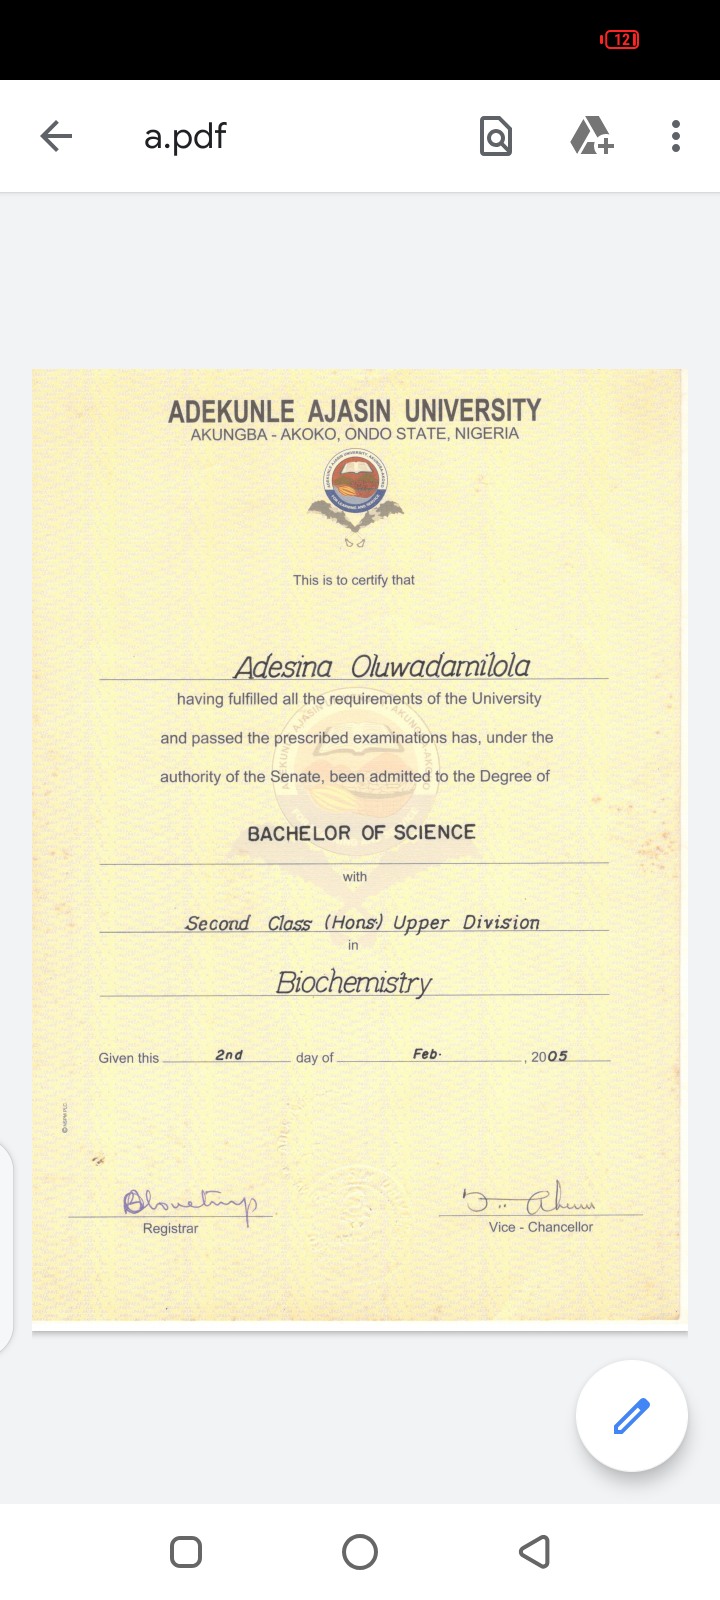 12
a.pdf
ADEKUNLE AJASIN UNIVERSITY
AKUNGBA - AKOKO, ONDO STATE, NIGERIA
This is to certify that
Adesina Oluwadamilola
having fulfilled all the requirements of the University
and passed the prescribed examinations has, under the
authority of the Senate, been admitted to the Degree of
BACHELOR OF SCIENCE
with
Second Class (Hons) Upper Division
in
Biochemistry
Given this 2nd day of Feb. , 2005
Registrar
Vice - Chancellor